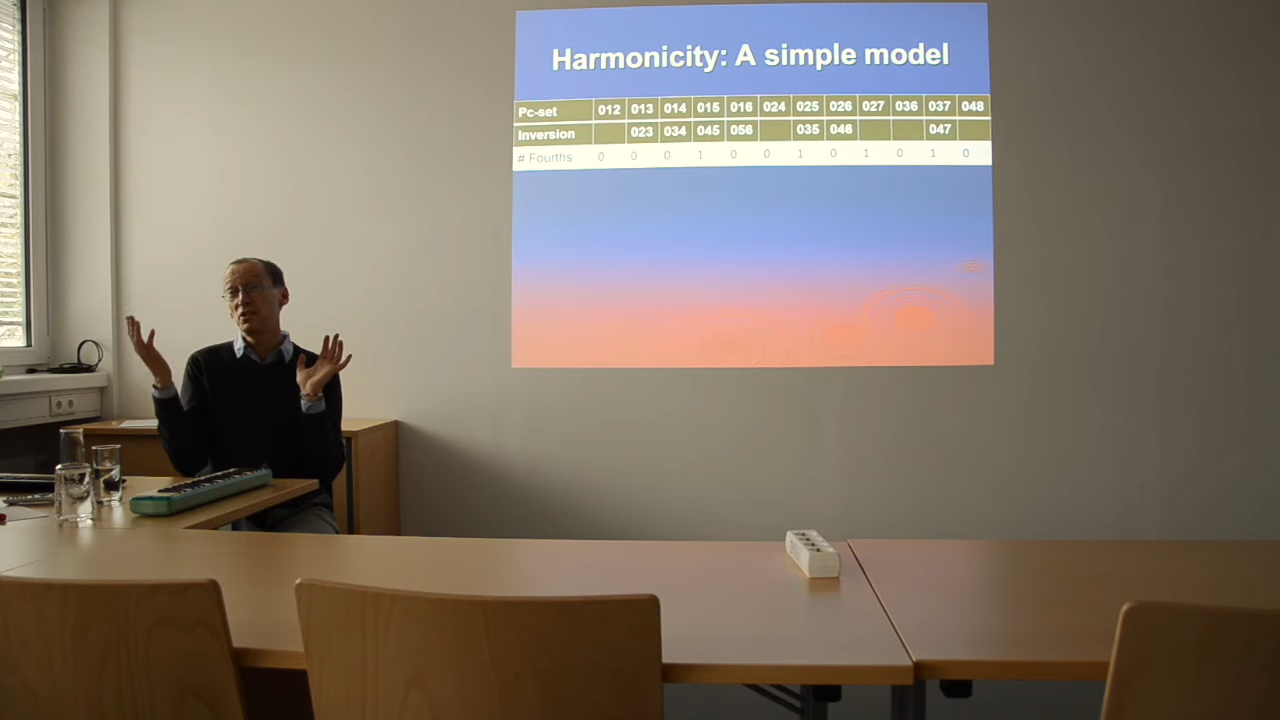 Harmonicity: A simple model
Pc-set 012 013 014 015 016 024 025 026 027 036 037 048
Inversion 023 034 045 056 035 046 047
# Fourths 0 0 0 1 0 0 1 0 1 0 1 0